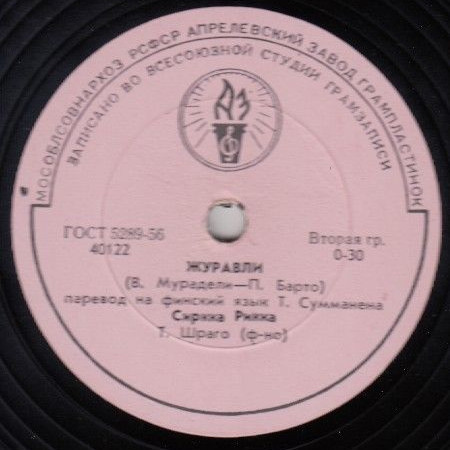 МОСОБЛСОВНАРХОЗ РСФСР АПРЕЛЕВСКИЙ ЗАВОД ГРАМПЛАСТИНОК
ЗАПИСАНО ВО ВСЕСОЮЗНОЙ СТУДИИ ГРАМЗАПИСИ
АЗ
ГОСТ 5289-56
40122
Вторая гр.
0-30
ЖУРАВЛИ
(В. Мурадели—П. Барто)
перевод на финский язык Т. Сумманена
Сиркка Рикка
Т. Шраго (ф-но)